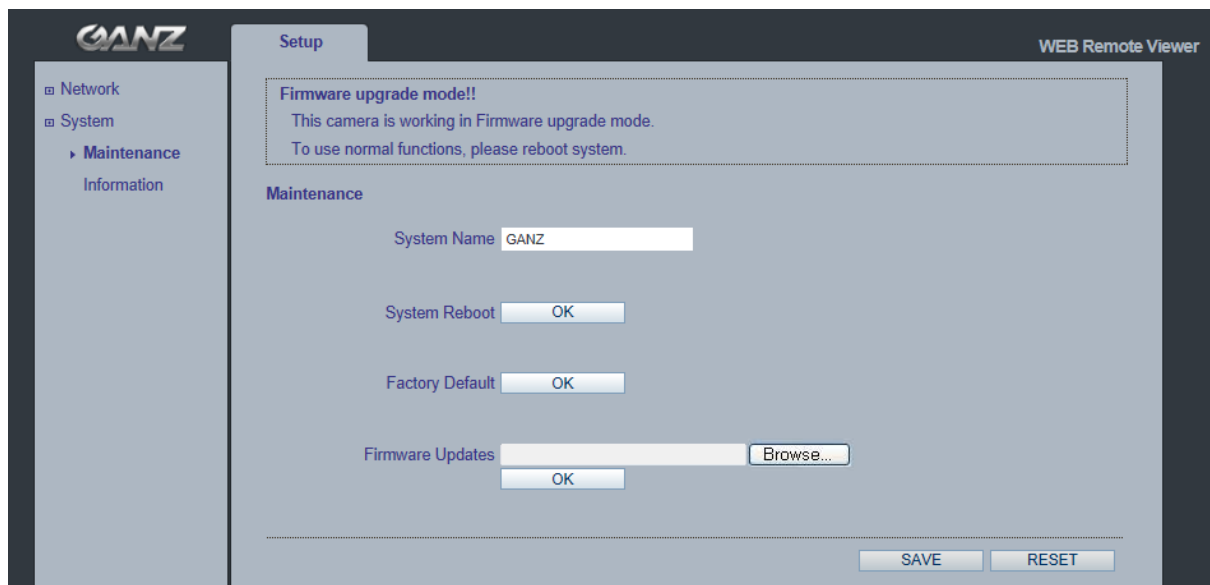 GANZ
Setup
WEB Remote Viewer
Network
System
Maintenance
Information
Firmware upgrade mode!!
This camera is working in Firmware upgrade mode.
To use normal functions, please reboot system.
Maintenance
System Name GANZ
System Reboot OK
Factory Default OK
Firmware Updates Browse...
OK
SAVE RESET